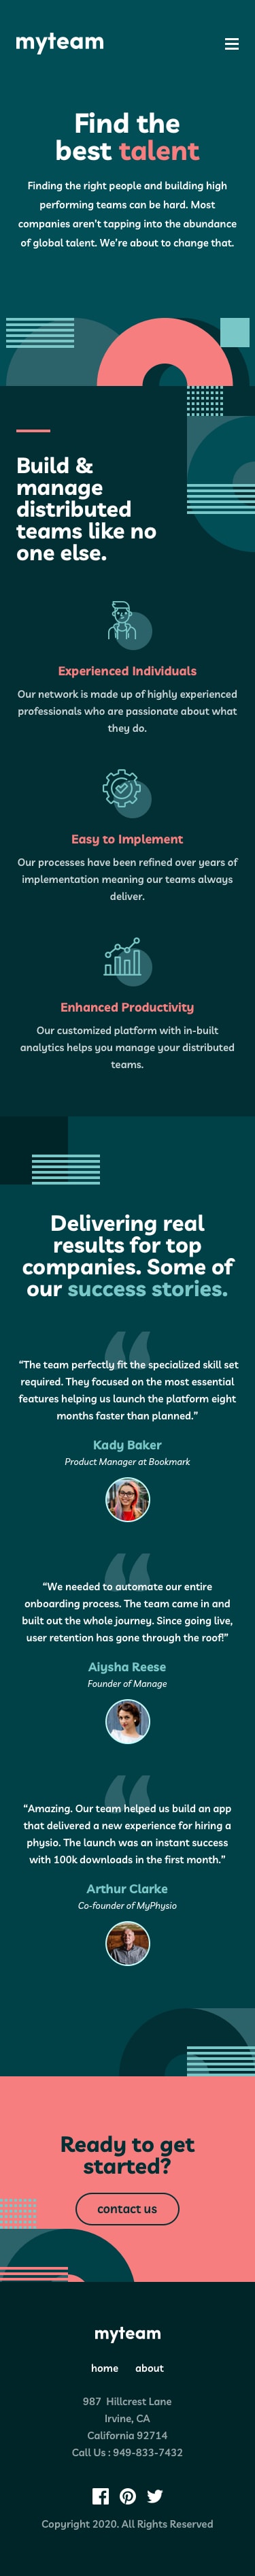 myteam
Find the
best talent
Finding the right people and building high
performing teams can be hard. Most
companies aren't tapping into the abundance
of global talent. We're about to change that.
Build &
manage
distributed
teams like no
one else.
Experienced Individuals
Our network is made up of highly experienced
professionals who are passionate about what
they do.
Easy to Implement
Our processes have been refined over years of
implementation meaning our teams always
deliver.
Enhanced Productivity
Our customized platform with in-built
analytics helps you manage your distributed
teams.
Delivering real
results for top
companies. Some of
our success stories.
“The team perfectly fit the specialized skill set
required. They focused on the most essential
features helping us launch the platform eight
months faster than planned.”
Kady Baker
Product Manager at Bookmark
“We needed to automate our entire
onboarding process. The team came in and
built out the whole journey. Since going live,
user retention has gone through the roof!”
Aiysha Reese
Founder of Manage
“Amazing. Our team helped us build an app
that delivered a new experience for hiring a
physio. The launch was an instant success
with 100k downloads in the first month.”
Arthur Clarke
Co-founder of MyPhysio
Ready to get
started?
contact us
myteam
home about
987 Hillcrest Lane
Irvine, CA
California 92714
Call Us : 949-833-7432
Copyright 2020. All Rights Reserved